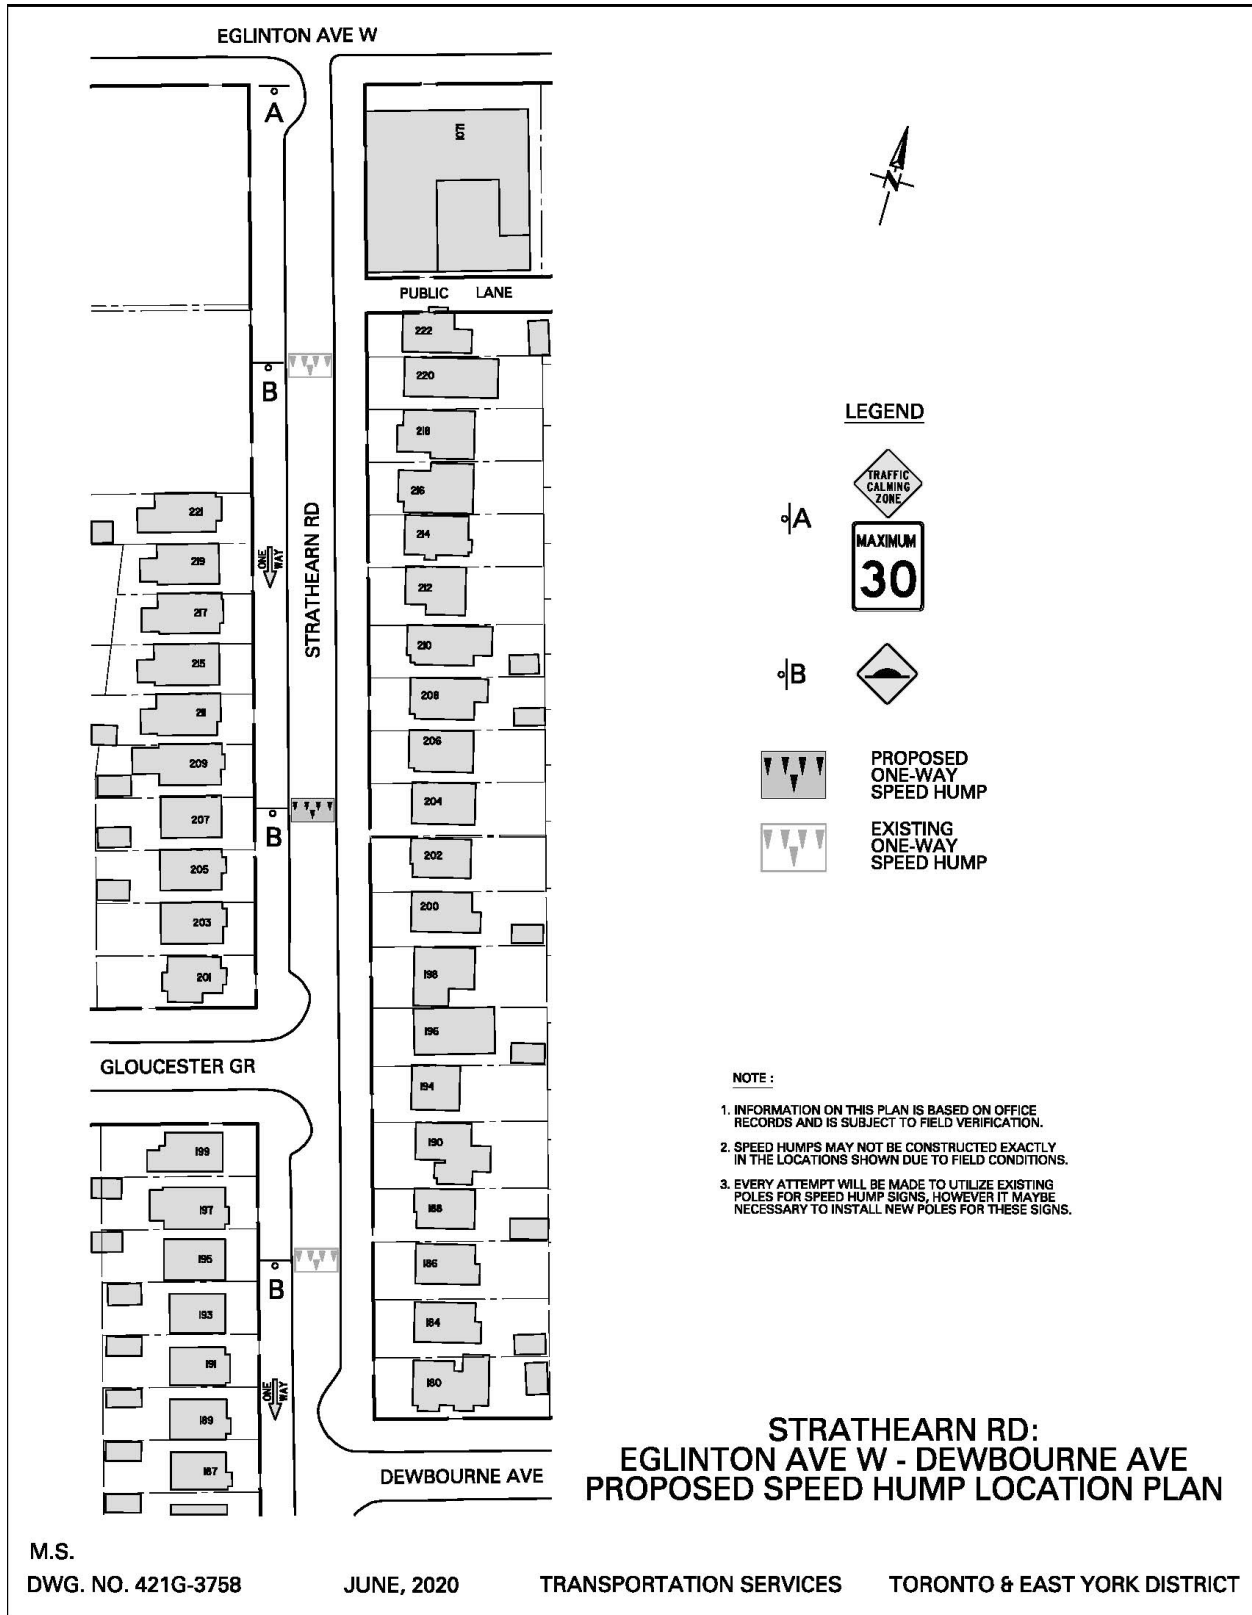 EGLINTON AVE W
A
1071
PUBLIC LANE
222
220
B
218
216
214
212
210
208
206
204
202
200
198
196
194
190
188
186
184
180
221
219
217
215
211
209
207
205
203
201
ONE
WAY
STRATHEARN RD
B
GLOUCESTER GR
199
197
195
193
191
189
187
B
ONE
WAY
DEWBOURNE AVE
N
LEGEND
A
TRAFFIC
CALMING
ZONE
MAXIMUM
30
B
PROPOSED
ONE-WAY
SPEED HUMP
EXISTING
ONE-WAY
SPEED HUMP
NOTE :
1. INFORMATION ON THIS PLAN IS BASED ON OFFICE
RECORDS AND IS SUBJECT TO FIELD VERIFICATION.
2. SPEED HUMPS MAY NOT BE CONSTRUCTED EXACTLY
IN THE LOCATIONS SHOWN DUE TO FIELD CONDITIONS.
3. EVERY ATTEMPT WILL BE MADE TO UTILIZE EXISTING
POLES FOR SPEED HUMP SIGNS, HOWEVER IT MAYBE
NECESSARY TO INSTALL NEW POLES FOR THESE SIGNS.
STRATHEARN RD:
EGLINTON AVE W - DEWBOURNE AVE
PROPOSED SPEED HUMP LOCATION PLAN
M.S.
DWG. NO. 421G-3758 JUNE, 2020 TRANSPORTATION SERVICES TORONTO & EAST YORK DISTRICT